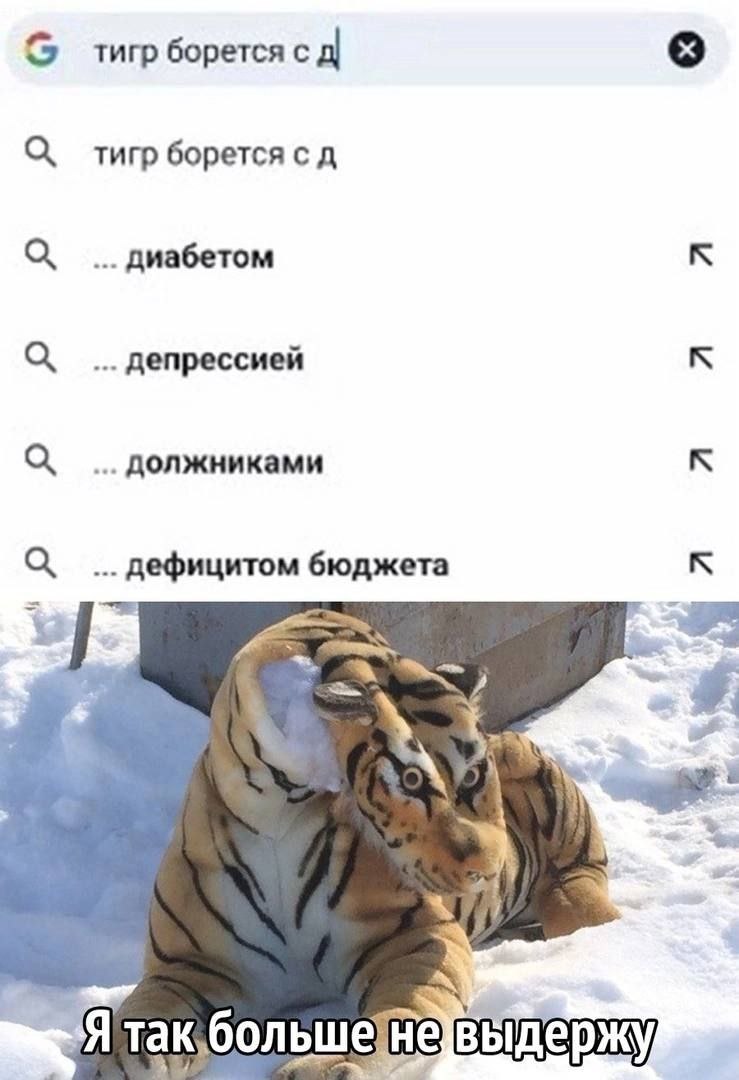 тигр борется с д
тигр борется с д
... диабетом
... депрессией
... должниками
... дефицитом бюджета
Я так больше не выдержу